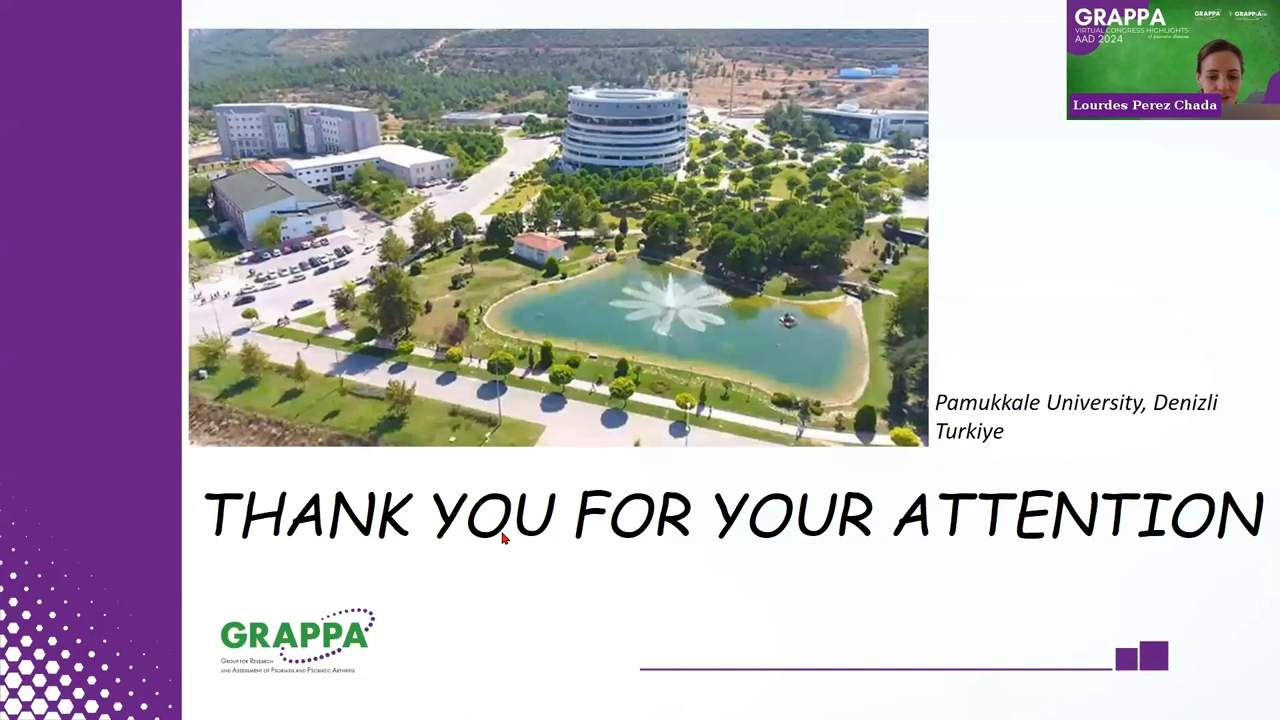 GRAPPA
VIRTUAL CONGRESS HIGHLIGHTS
AAD 2024
GRAPPA
Lourdes Perez Chada
Pamukkale University, Denizli
Turkiye
THANK YOU FOR YOUR ATTENTION
GRAPPA
GROUP FOR RESEARCH
AND ASSESSMENT OF PSORIASIS AND PSORIATIC ARTHRITIS